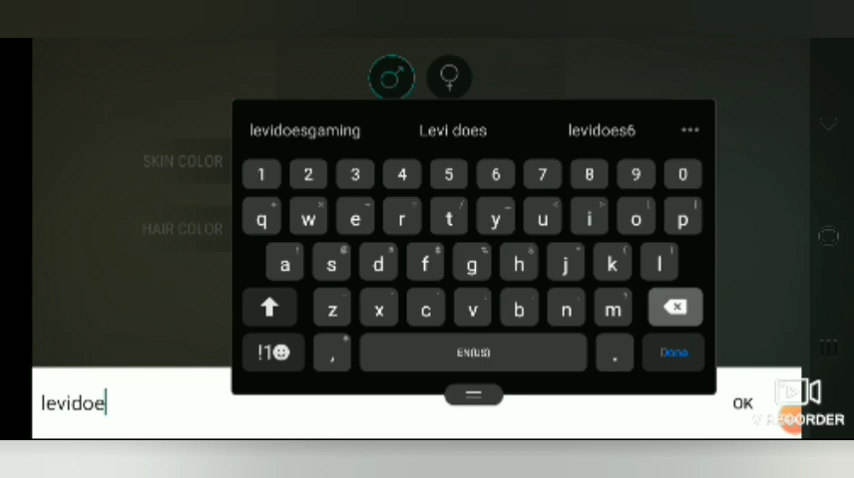 levidoesgaming Levi does levidoes6 •••
SKIN COLOR
HAIR COLOR
1 2 3 4 5 6 7 8 9 0
q w e r t y u i o p
a s d f g h j k l
z x c v b n m
!1☺ , EN(US) . Done
levidoe
OK
RECORDER